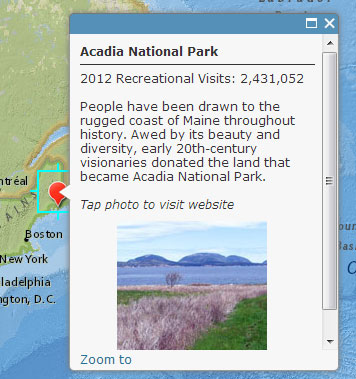 Acadia National Park
2012 Recreational Visits: 2,431,052
People have been drawn to the
rugged coast of Maine throughout
history. Awed by its beauty and
diversity, early 20th-century
visionaries donated the land that
became Acadia National Park.
Tap photo to visit website
Zoom to
ntréal
Boston
New York
ladelphia
ngton, D.C.